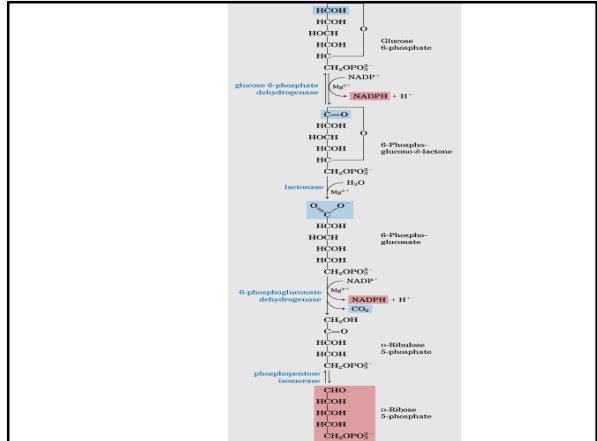 HCOH
HCOH
HOCH
HCOH
HC
O
CH₂OPO₃²⁻
Glucose
6-phosphate
glucose 6-phosphate
dehydrogenase
NADP⁺
Mg²⁺
NADPH + H⁺
C=O
HCOH
HOCH
HCOH
HC
O
CH₂OPO₃²⁻
6-Phospho-
glucono-δ-lactone
lactonase
H₂O
Mg²⁺
O O⁻
C
HCOH
HOCH
HCOH
HCOH
CH₂OPO₃²⁻
6-Phospho-
gluconate
6-phosphogluconate
dehydrogenase
NADP⁺
Mg²⁺
NADPH + H⁺
CO₂
CH₂OH
C=O
HCOH
HCOH
CH₂OPO₃²⁻
D-Ribulose
5-phosphate
phosphopentose
isomerase
CHO
HCOH
HCOH
HCOH
CH₂OPO₃²⁻
D-Ribose
5-phosphate